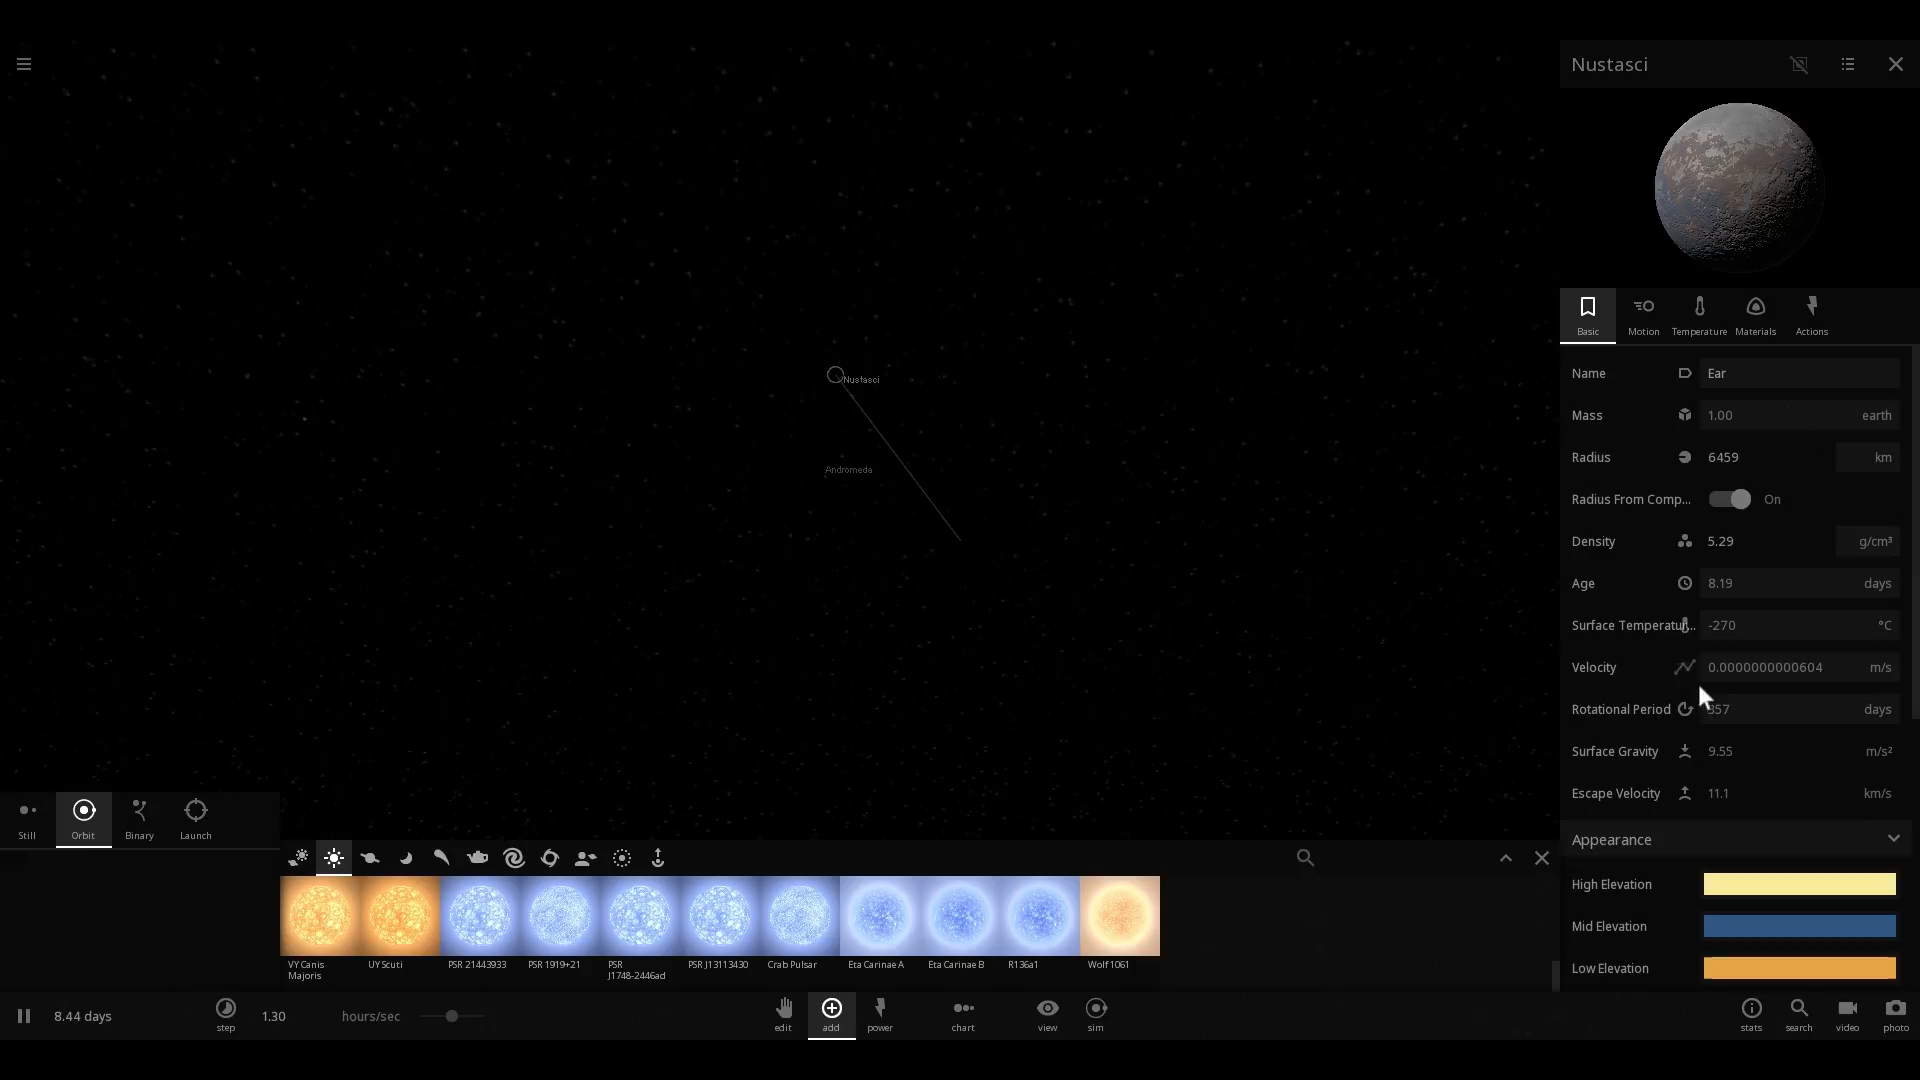 Nustasci
Basic
Motion
Temperature
Materials
Actions
Name Ear
Mass 1.00 earth
Radius 6459 km
Radius From Comp... On
Density 5.29 g/cm³
Age 8.19 days
Surface Temperatur... -270 °C
Velocity 0.0000000000604 m/s
Rotational Period 357 days
Surface Gravity 9.55 m/s²
Escape Velocity 11.1 km/s
Appearance
High Elevation
Mid Elevation
Low Elevation
Nustasci
Andromeda
Still
Orbit
Binary
Launch
VY Canis
Majoris
UY Scuti
PSR 21443933
PSR 1919+21
PSR
J1748-2446ad
PSR J13113430
Crab Pulsar
Eta Carinae A
Eta Carinae B
R136a1
Wolf 1061
8.44 days
step
1.30 hours/sec
edit
add
power
chart
view
sim
stats
search
video
photo